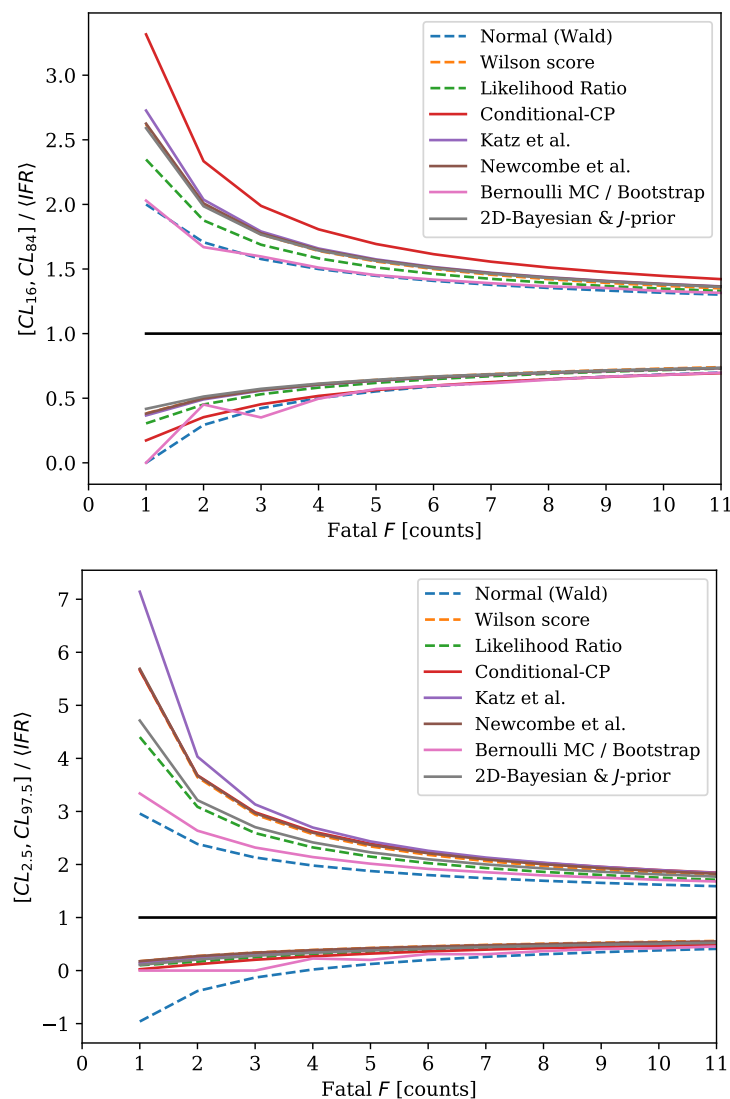 Normal (Wald)
Wilson score
Likelihood Ratio
Conditional-CP
Katz et al.
Newcombe et al.
Bernoulli MC / Bootstrap
2D-Bayesian & J-prior
3.0
2.5
2.0
1.5
1.0
0.5
0.0
[CL₁₆, CL₈₄] / ⟨IFR⟩
0 1 2 3 4 5 6 7 8 9 10 11
Fatal F [counts]
Normal (Wald)
Wilson score
Likelihood Ratio
Conditional-CP
Katz et al.
Newcombe et al.
Bernoulli MC / Bootstrap
2D-Bayesian & J-prior
7
6
5
4
3
2
1
0
−1
[CL₂.₅, CL₉₇.₅] / ⟨IFR⟩
0 1 2 3 4 5 6 7 8 9 10 11
Fatal F [counts]